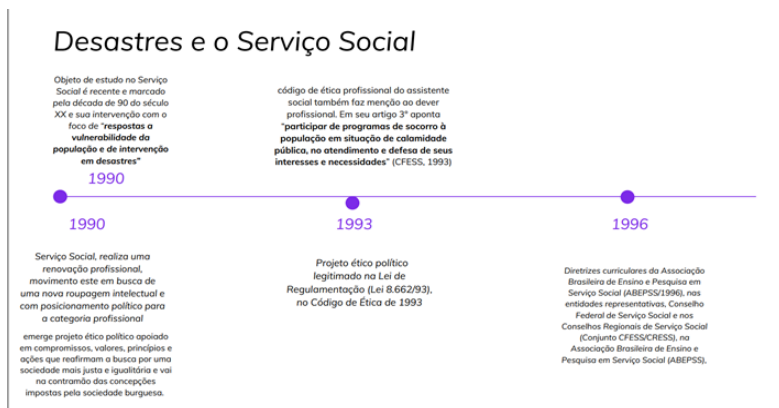 Desastres e o Serviço Social
Objeto de estudo no Serviço
Social é recente e marcado
pela década de 90 do século
XX e sua intervenção com o
foco de “respostas a
vulnerabilidade da
população e de intervenção
em desastres”
1990
código de ética profissional do assistente
social também faz menção ao dever
profissional. Em seu artigo 3º aponta
“participar de programas de socorro à
população em situação de calamidade
pública, no atendimento e defesa de seus
interesses e necessidades” (CFESS, 1993)
1990
1993
1996
Serviço Social, realiza uma
renovação profissional,
movimento este em busca de
uma nova roupagem intelectual e
com posicionamento político para
a categoria profissional
emerge projeto ético político apoiado
em compromissos, valores, princípios e
ações que reafirmam a busca por uma
sociedade mais justa e igualitária e vai
na contramão das concepções
impostas pela sociedade burguesa.
Projeto ético político
legitimado na Lei de
Regulamentação (Lei 8.662/93),
no Código de Ética de 1993
Diretrizes curriculares da Associação
Brasileira de Ensino e Pesquisa em
Serviço Social (ABEPSS/1996), nas
entidades representativas, Conselho
Federal de Serviço Social e nos
Conselhos Regionais de Serviço Social
(Conjunto CFESS/CRESS), na
Associação Brasileira de Ensino e
Pesquisa em Serviço Social (ABEPSS),